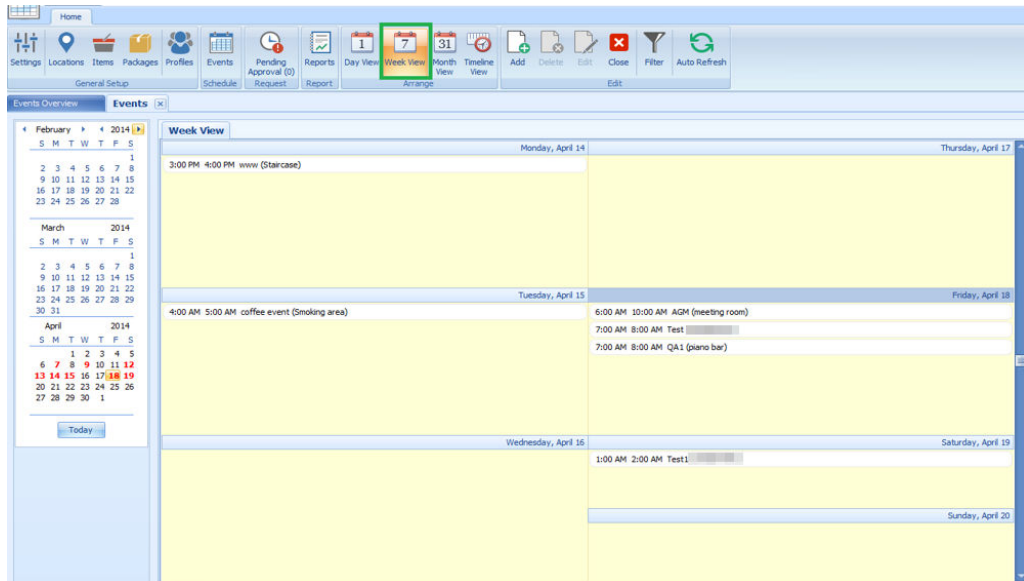 Home
Settings Locations Items Packages Profiles Events Pending Approval (0) Reports Day View Week View Month View Timeline View Add Delete Edit Close Filter Auto Refresh
General Setup Schedule Request Report Arrange Edit
Events Overview Events
February 2014
S M T W T F S
1
2 3 4 5 6 7 8
9 10 11 12 13 14 15
16 17 18 19 20 21 22
23 24 25 26 27 28
March 2014
S M T W T F S
1
2 3 4 5 6 7 8
9 10 11 12 13 14 15
16 17 18 19 20 21 22
23 24 25 26 27 28 29
30 31
April 2014
S M T W T F S
1 2 3 4 5
6 7 8 9 10 11 12
13 14 15 16 17 18 19
20 21 22 23 24 25 26
27 28 29 30 1
Today
Week View
Monday, April 14
3:00 PM 4:00 PM www (Staircase)
Tuesday, April 15
4:00 AM 5:00 AM coffee event (Smoking area)
Wednesday, April 16
Thursday, April 17
Friday, April 18
6:00 AM 10:00 AM AGM (meeting room)
7:00 AM 8:00 AM Test
7:00 AM 8:00 AM QA1 (piano bar)
Saturday, April 19
1:00 AM 2:00 AM Test1
Sunday, April 20